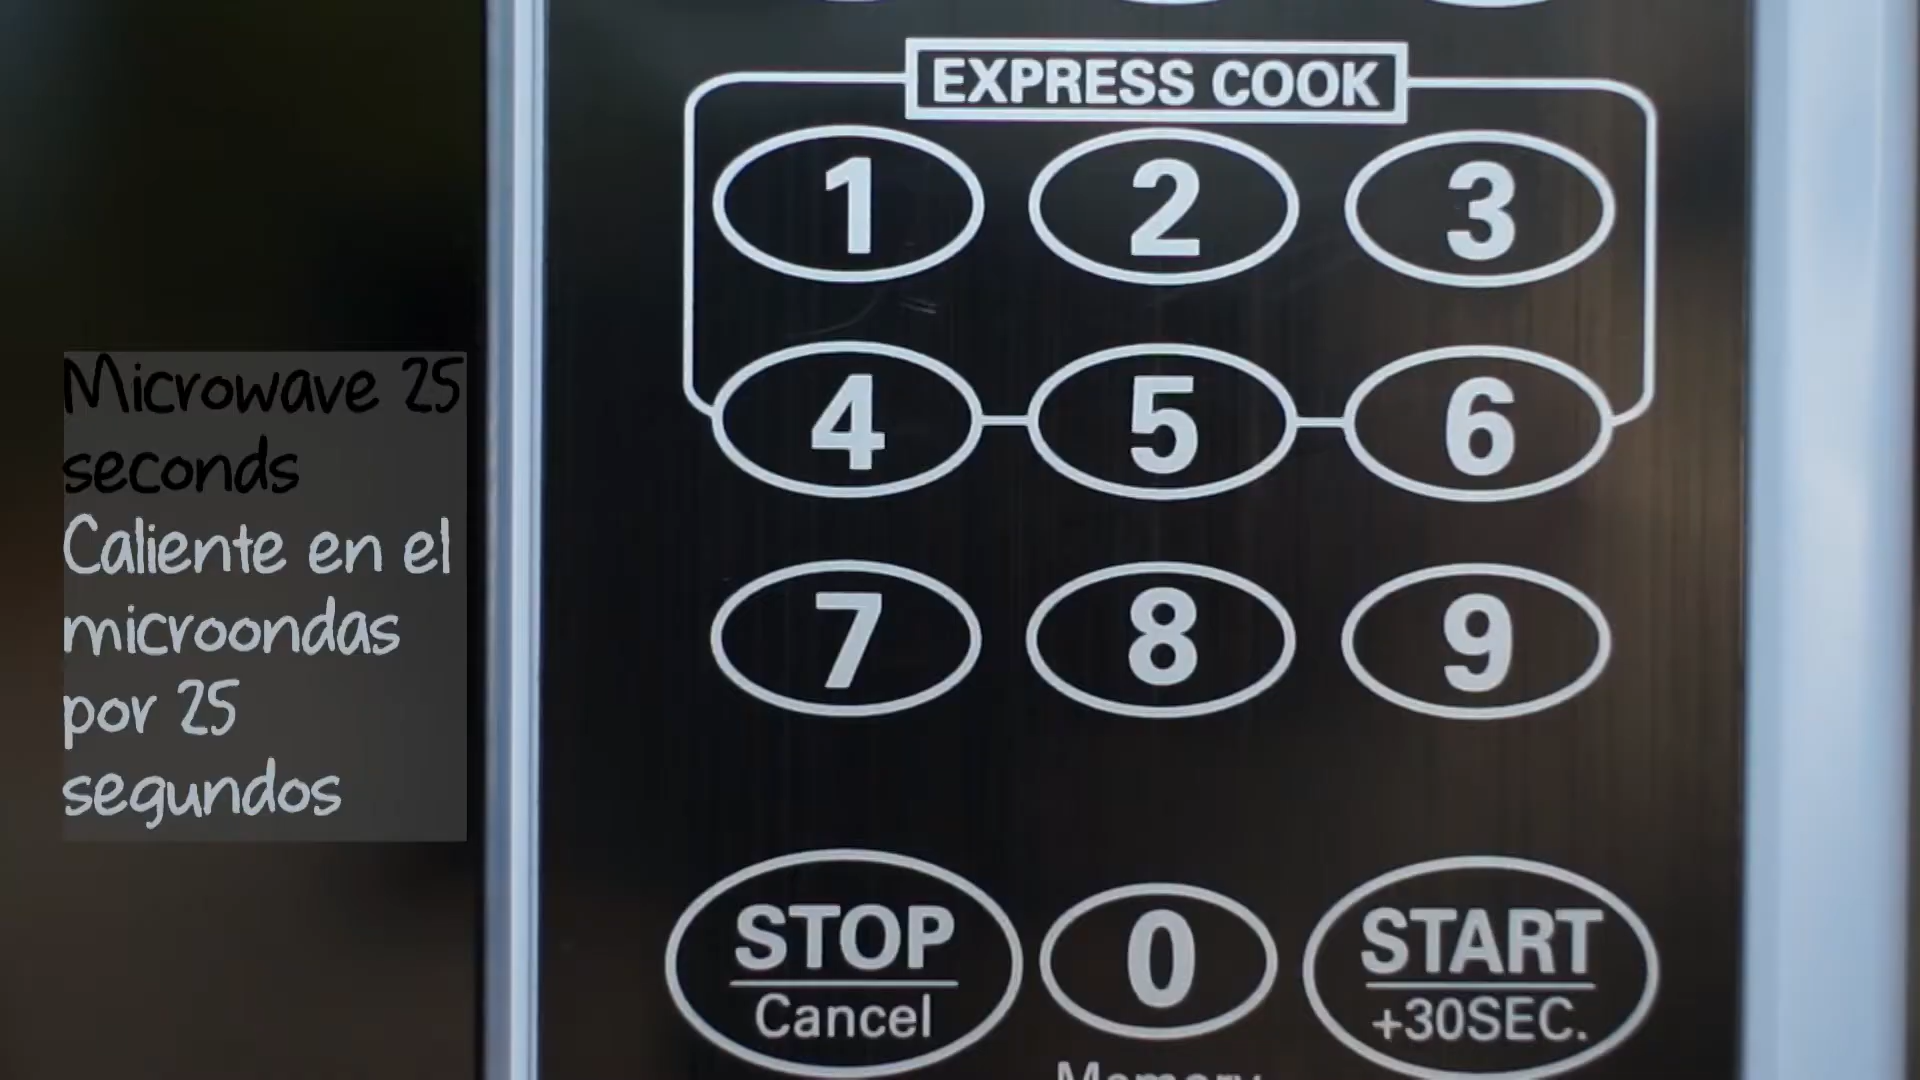 EXPRESS COOK
1 2 3
4 5 6
7 8 9
STOP 0 START
Cancel +30SEC.
Memory
Microwave 25
seconds
Caliente en el
microondas
por 25
segundos